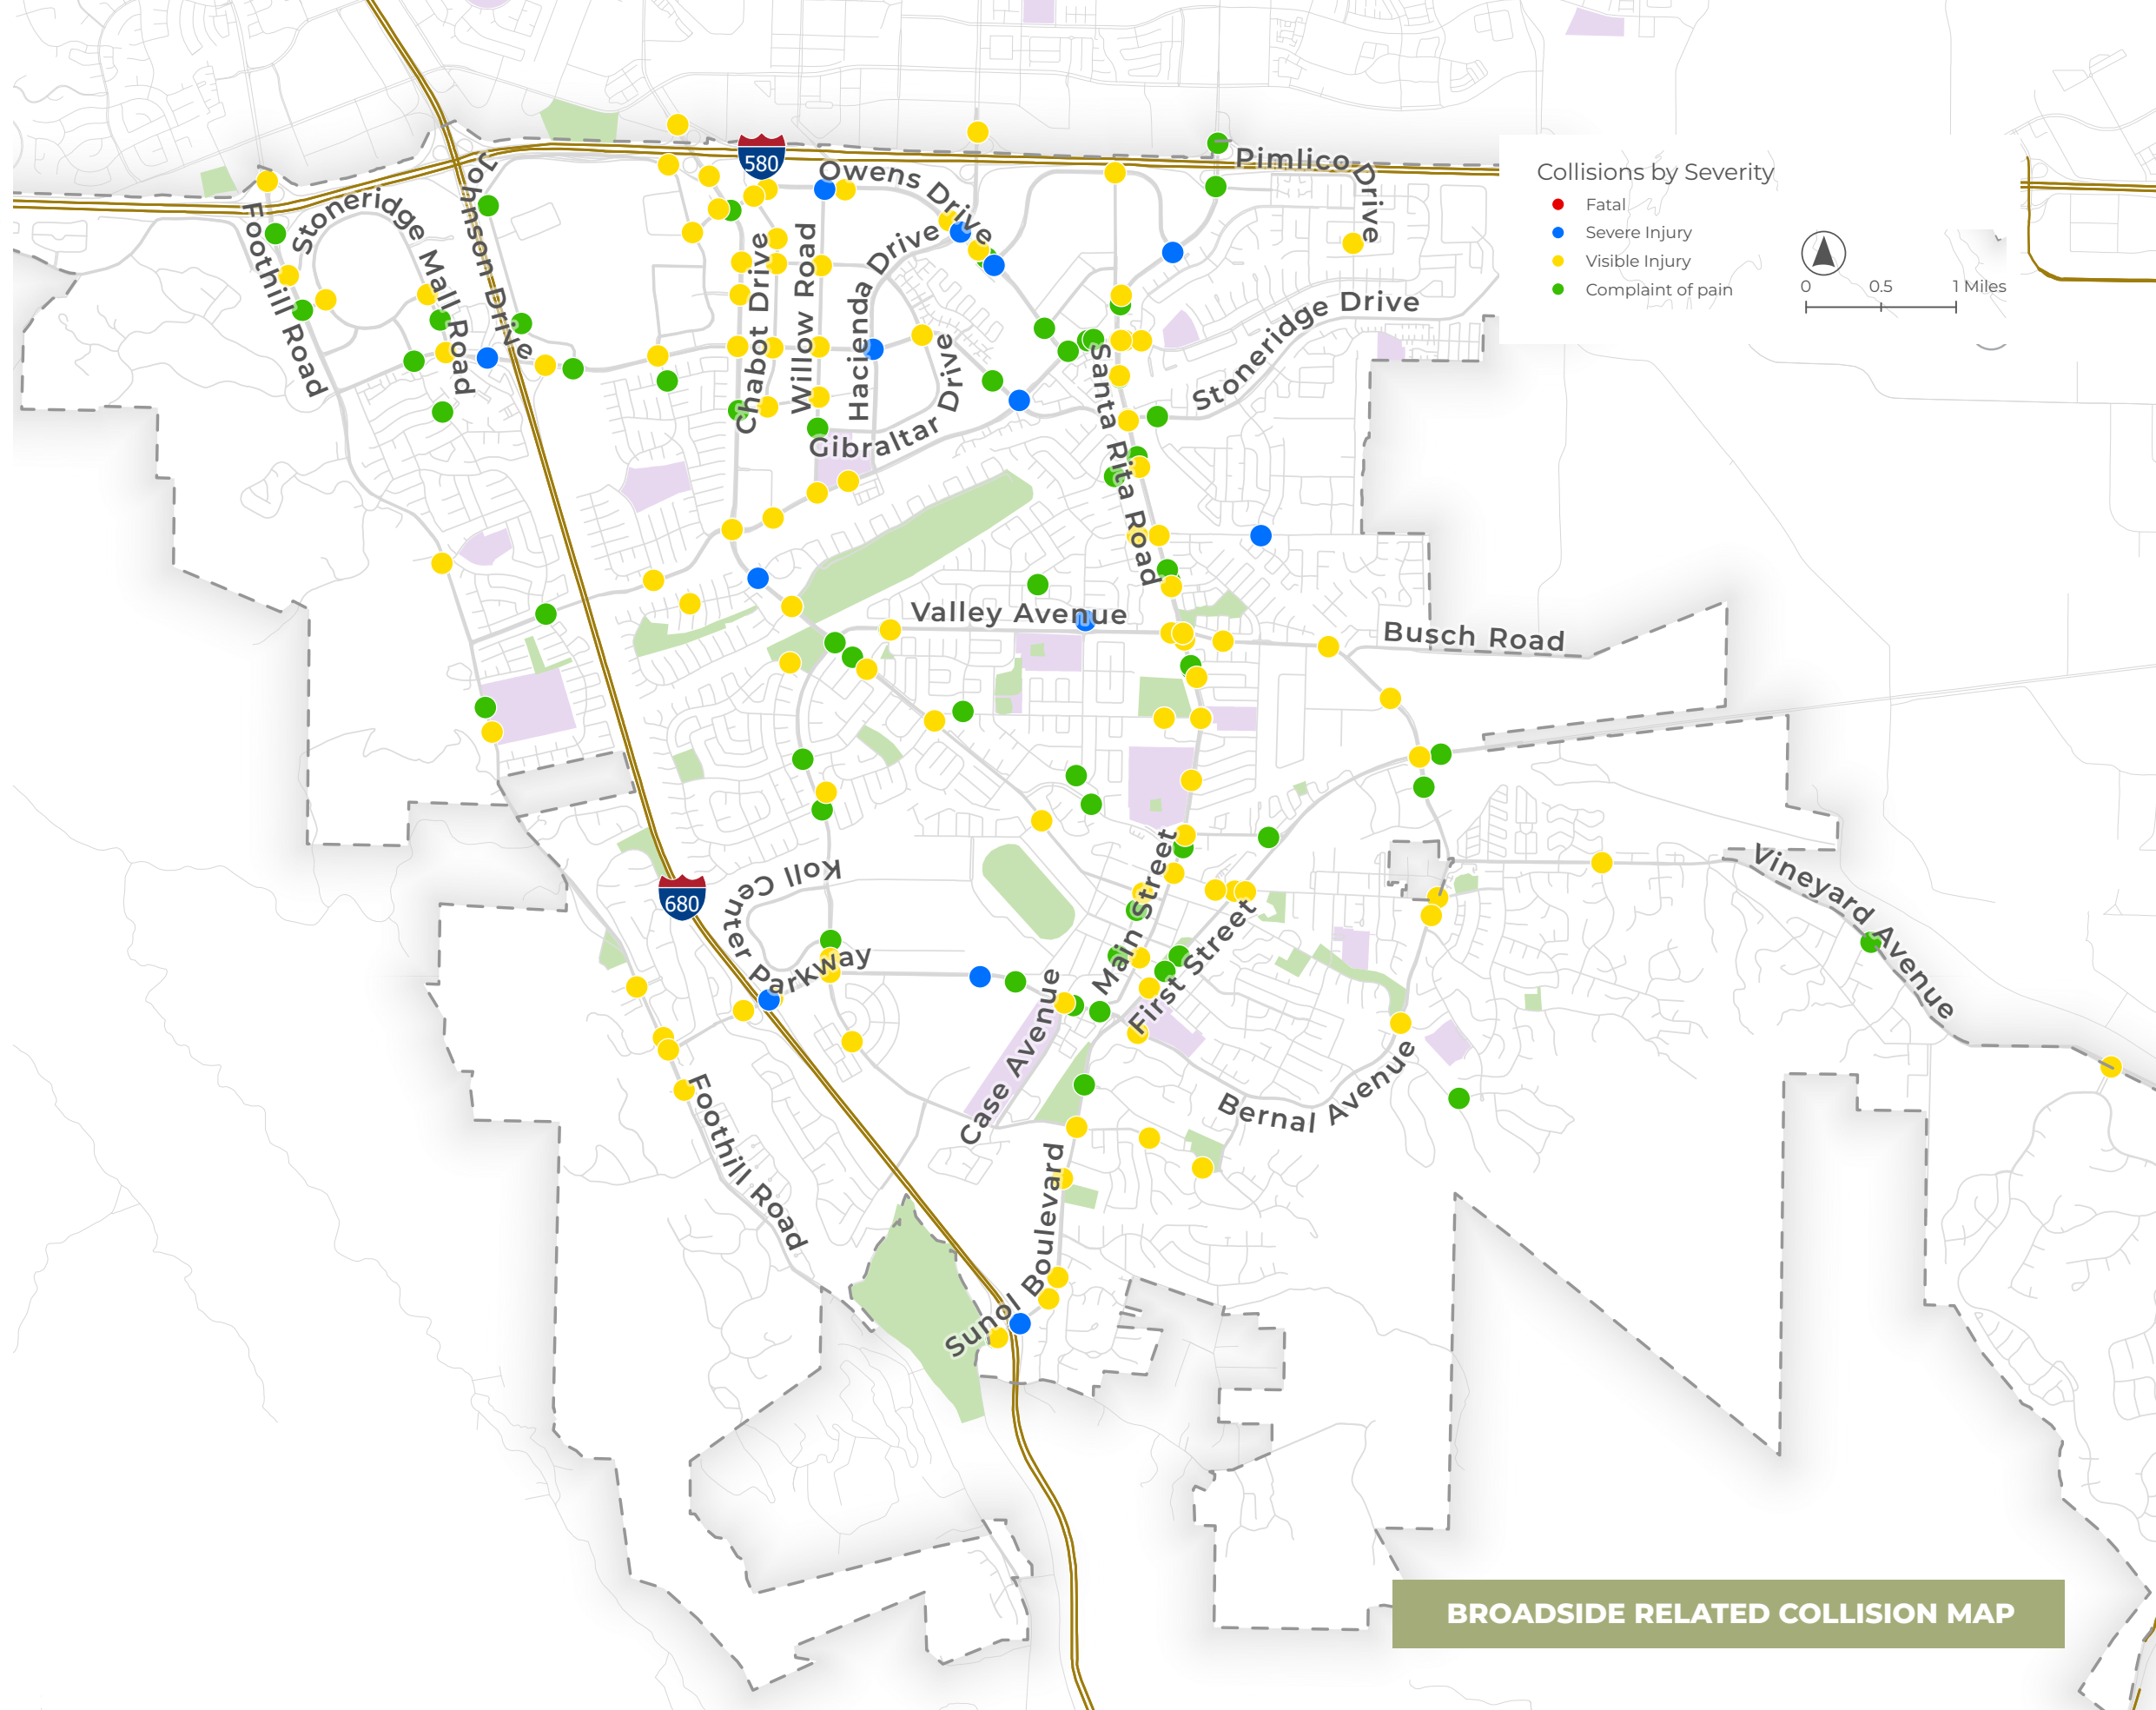 580
Pimlico Drive
Owens Drive
Johnson Drive
Stoneridge Mall Road
Foothill Road
Chabot Drive
Willow Road
Hacienda Drive
Gibraltar Drive
Santa Rita Road
Stoneridge Drive
Collisions by Severity
Fatal
Severe Injury
Visible Injury
Complaint of pain
0 0.5 1 Miles
Valley Avenue
Busch Road
Vineyard Avenue
680
Koll Center Parkway
Main Street
First Street
Case Avenue
Bernal Avenue
Foothill Road
Sunol Boulevard
BROADSIDE RELATED COLLISION MAP